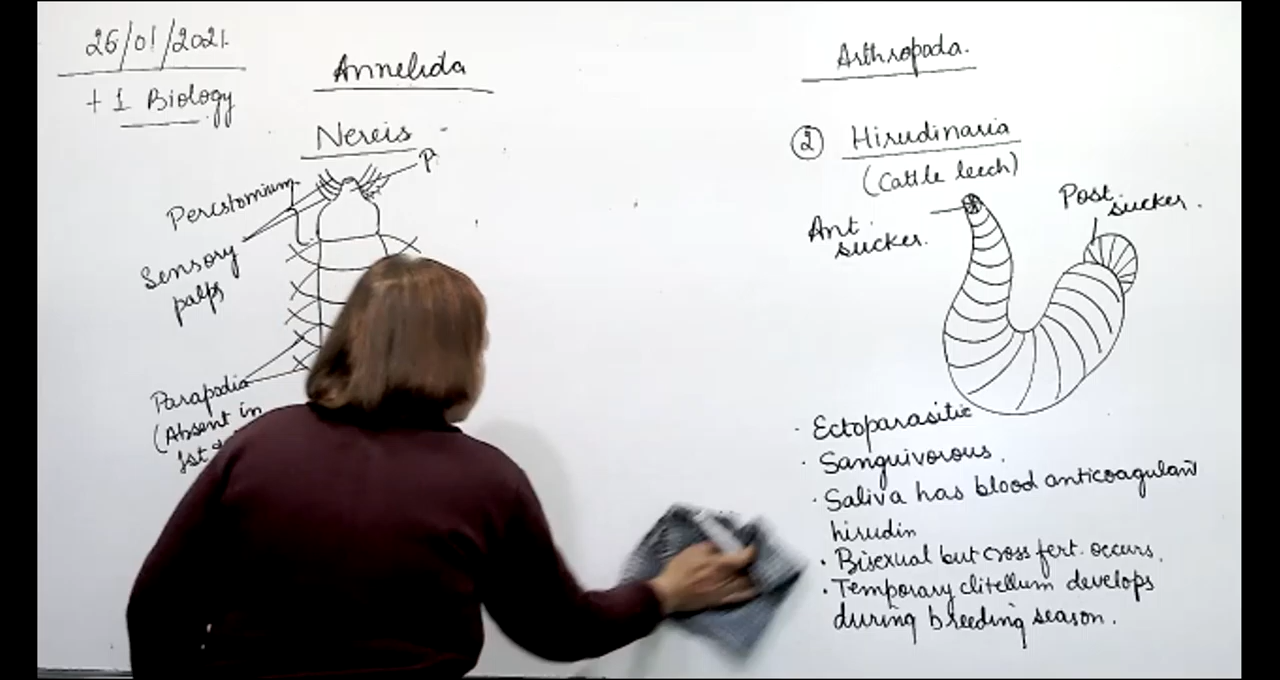 26/01/2021
+1 Biology
Annelida
Nereis
P
Peristomium
Sensory
palps
Parapodia
(Absent in
1st &
Arthropoda.
② Hirudinaria
(Cattle leech)
Ant.
sucker.
Post
sucker.
· Ectoparasitic
· Sanguivorous.
· Saliva has blood anticoagulant
hirudin
· Bisexual but cross fert. occurs.
· Temporary clitellum develops
during breeding season.